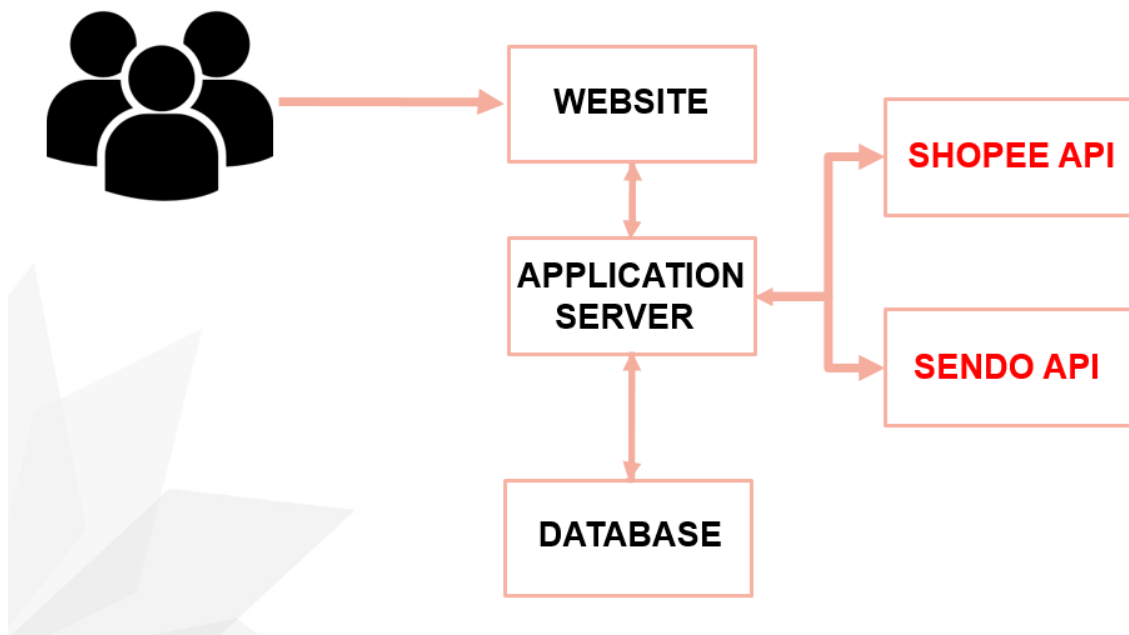 WEBSITE
SHOPEE API
APPLICATION
SERVER
SENDO API
DATABASE